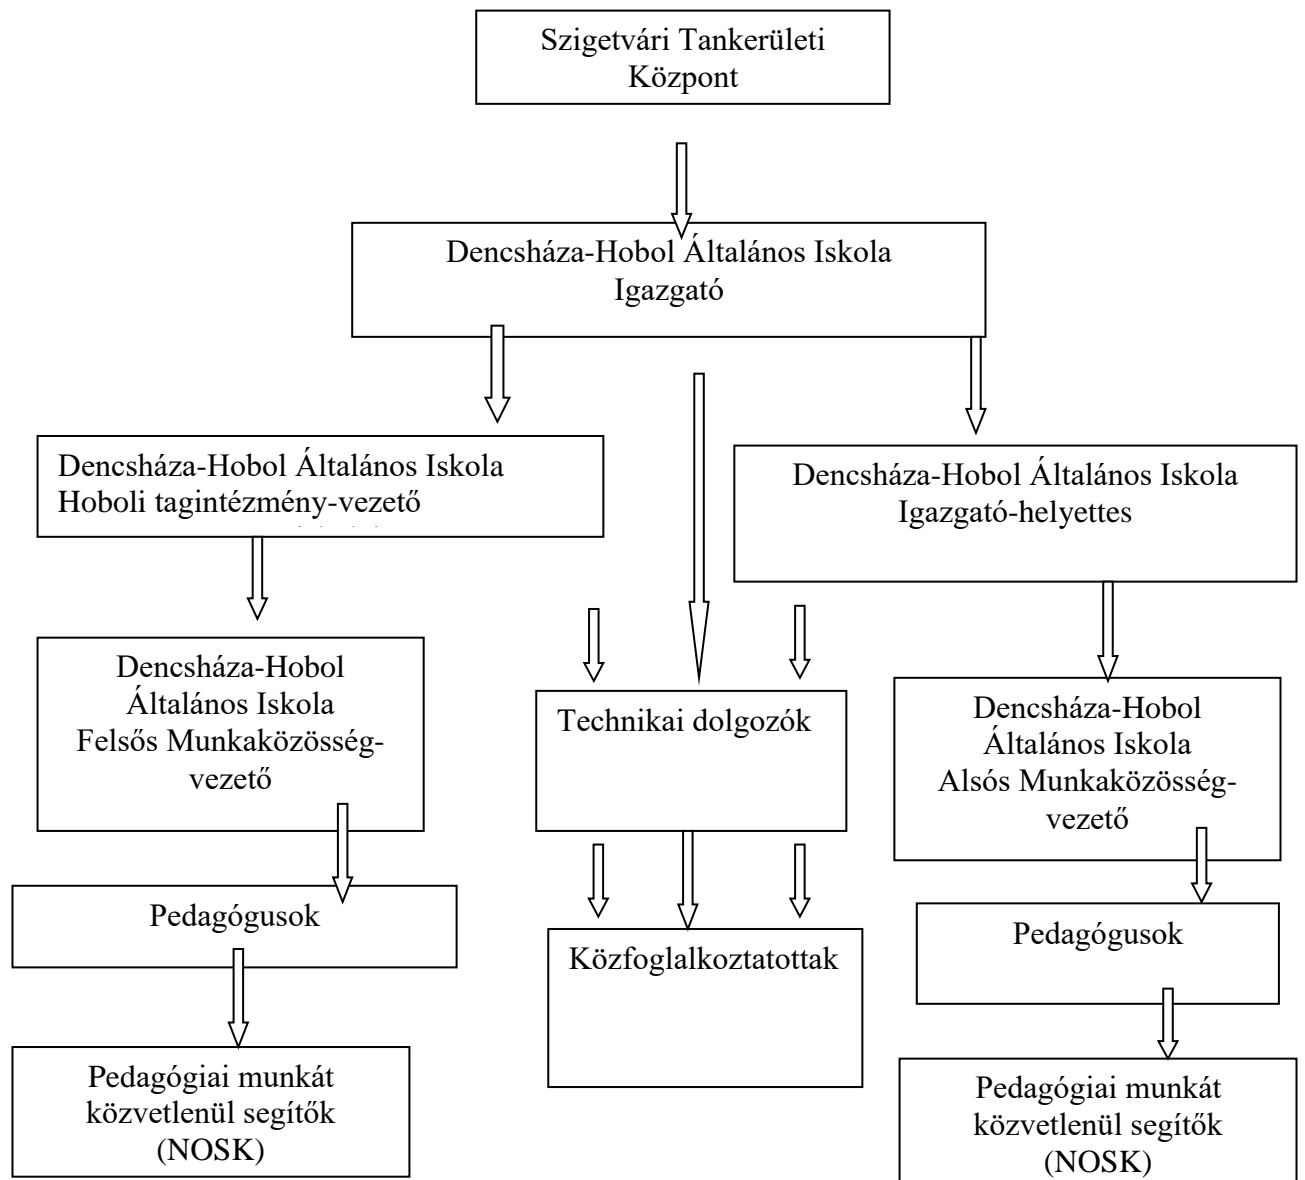 Szigetvári Tankerületi
Központ
Dencsháza-Hobol Általános Iskola
Igazgató
Dencsháza-Hobol Általános Iskola
Hoboli tagintézmény-vezető
Dencsháza-Hobol Általános Iskola
Igazgató-helyettes
Dencsháza-Hobol
Általános Iskola
Felsős Munkaközösség-
vezető
Technikai dolgozók
Dencsháza-Hobol
Általános Iskola
Alsós Munkaközösség-
vezető
Pedagógusok
Közfoglalkoztatottak
Pedagógusok
Pedagógiai munkát
közvetlenül segítők
(NOSK)
Pedagógiai munkát
közvetlenül segítők
(NOSK)